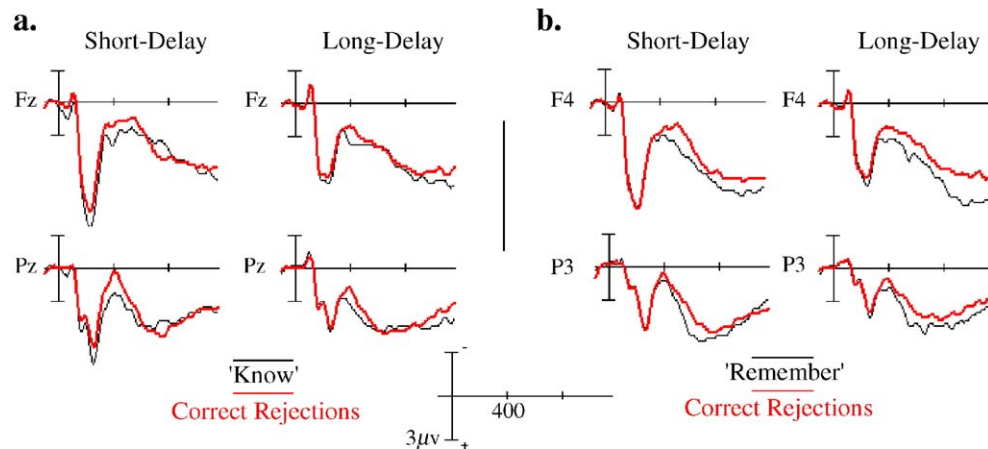 a.
Short-Delay Long-Delay
Fz Fz
Pz Pz
'Know'
Correct Rejections
b.
Short-Delay Long-Delay
F4 F4
P3 P3
'Remember'
Correct Rejections
-
400
3μv +